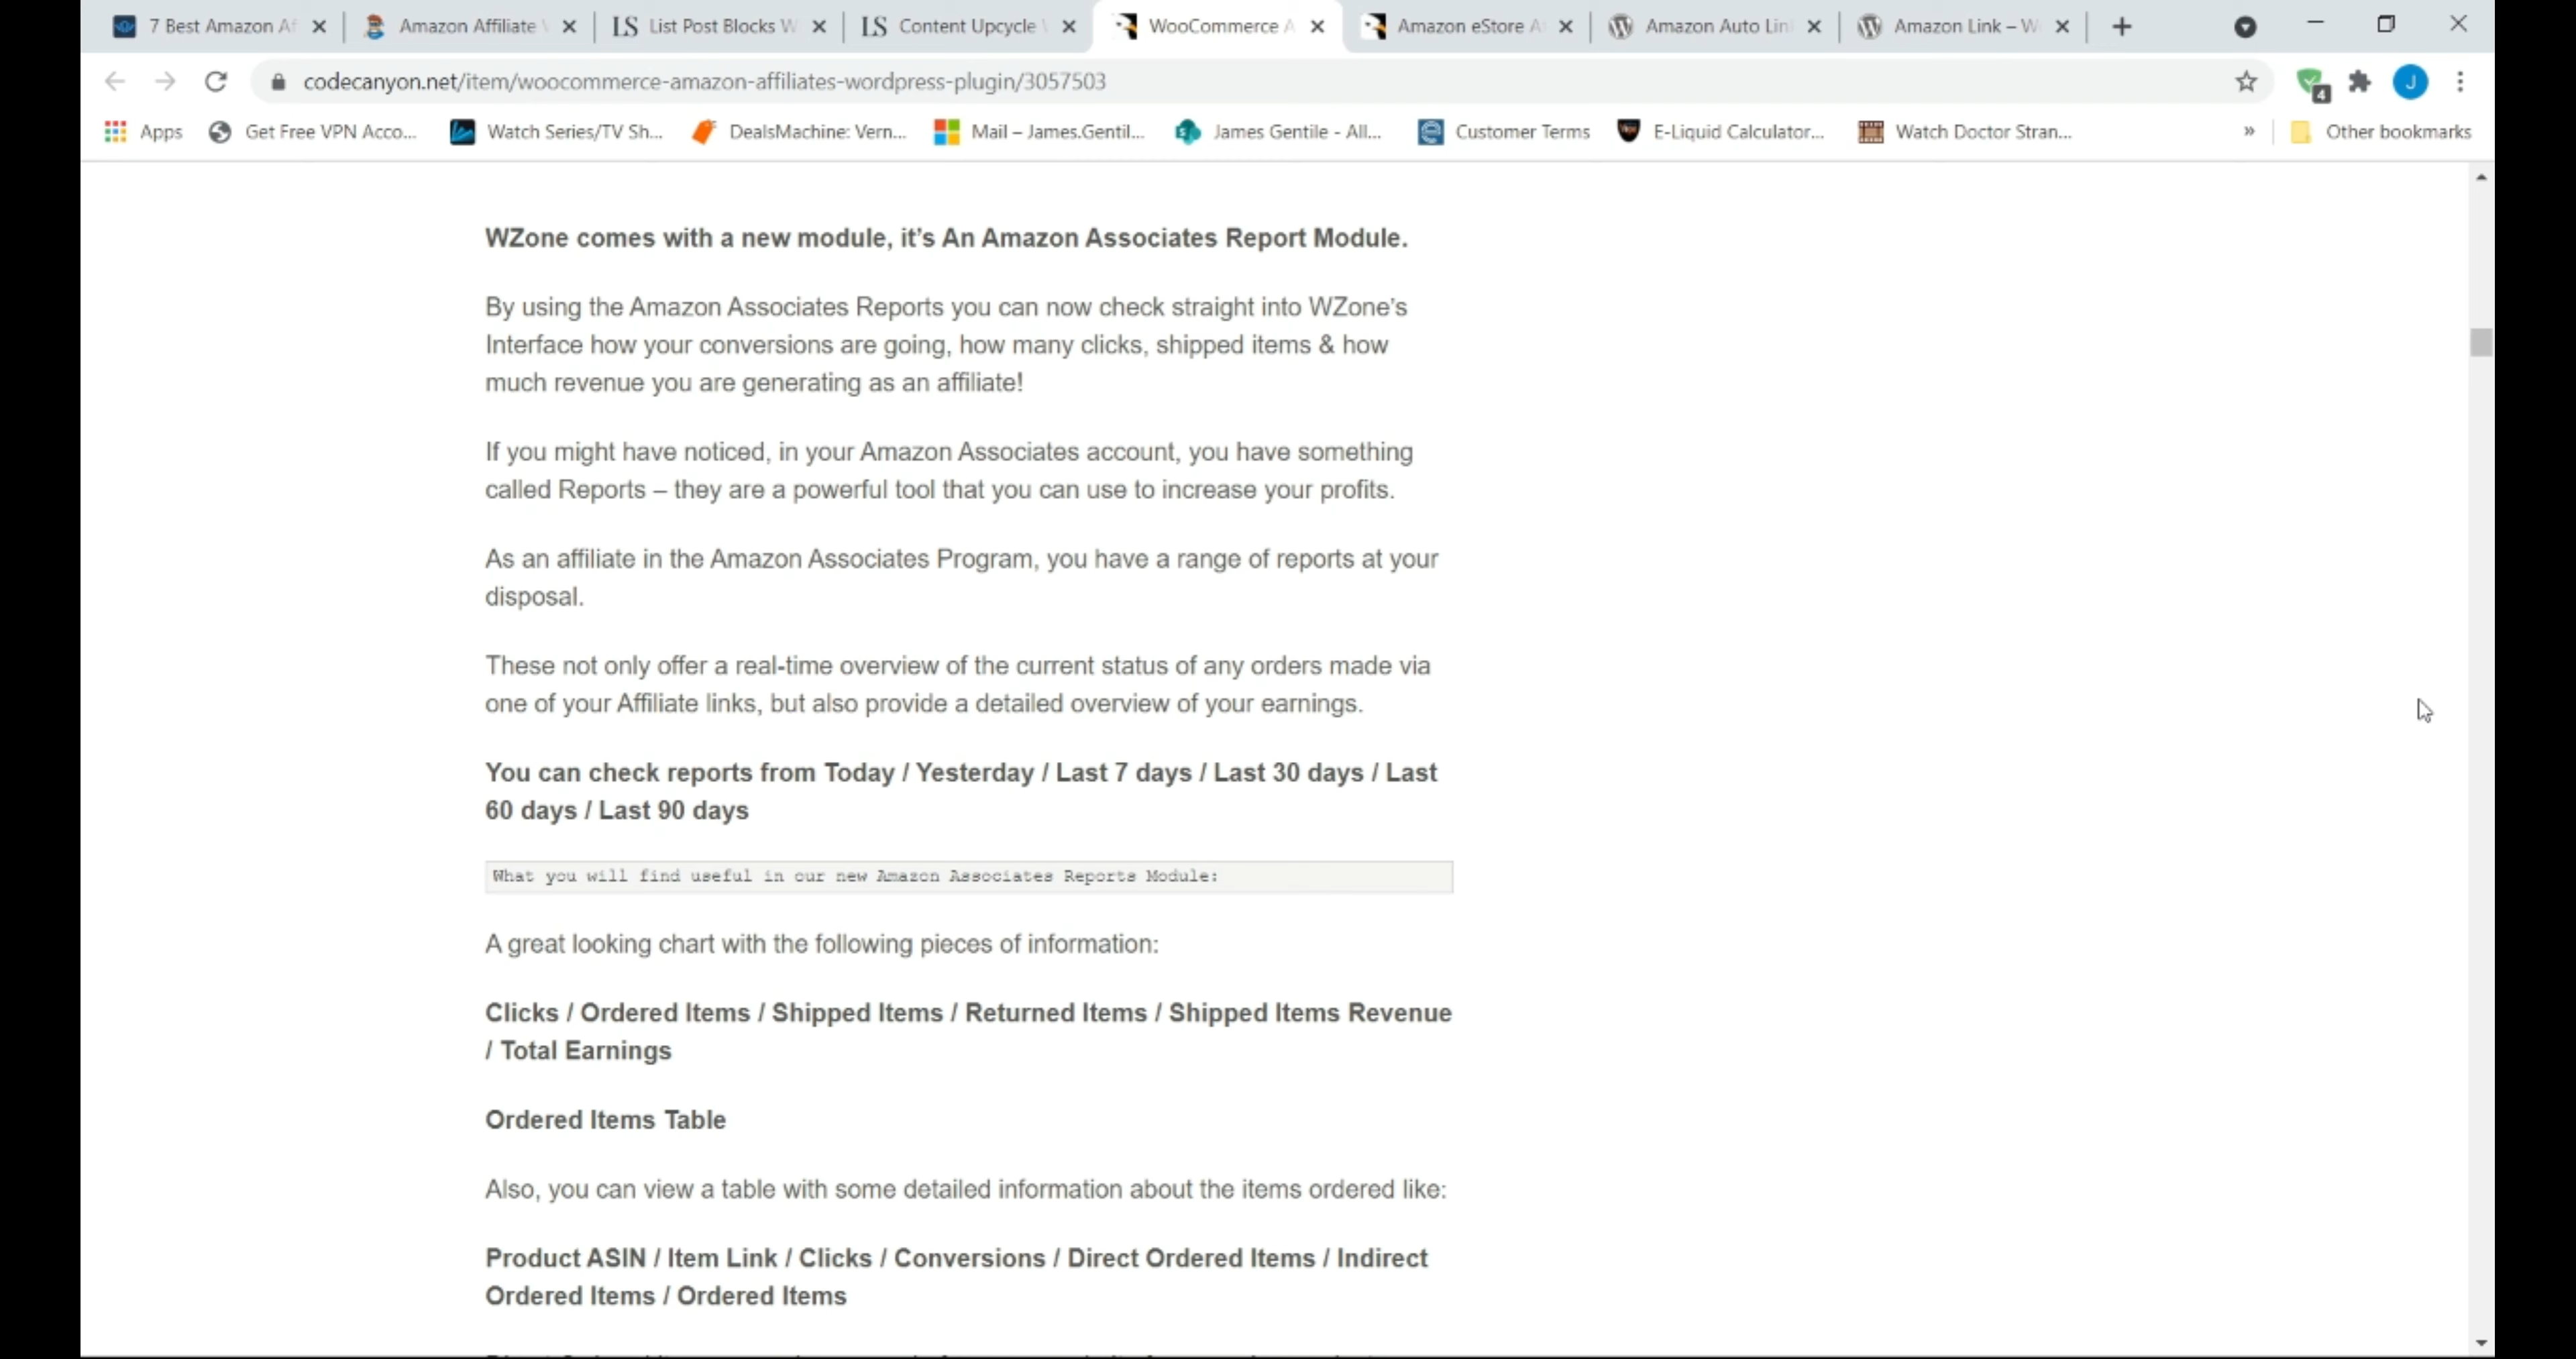 7 Best Amazon Af
Amazon Affiliate
List Post Blocks W
Content Upcycle
WooCommerce A
Amazon eStore A
Amazon Auto Lin
Amazon Link – W
codecanyon.net/item/woocommerce-amazon-affiliates-wordpress-plugin/3057503
4
J
Apps
Get Free VPN Acco...
Watch Series/TV Sh...
DealsMachine: Vern...
Mail – James.Gentil...
James Gentile - All...
Customer Terms
E-Liquid Calculator...
Watch Doctor Stran...
»
Other bookmarks
WZone comes with a new module, it’s An Amazon Associates Report Module.
By using the Amazon Associates Reports you can now check straight into WZone’s
Interface how your conversions are going, how many clicks, shipped items & how
much revenue you are generating as an affiliate!
If you might have noticed, in your Amazon Associates account, you have something
called Reports – they are a powerful tool that you can use to increase your profits.
As an affiliate in the Amazon Associates Program, you have a range of reports at your
disposal.
These not only offer a real-time overview of the current status of any orders made via
one of your Affiliate links, but also provide a detailed overview of your earnings.
You can check reports from Today / Yesterday / Last 7 days / Last 30 days / Last
60 days / Last 90 days
What you will find useful in our new Amazon Associates Reports Module:
A great looking chart with the following pieces of information:
Clicks / Ordered Items / Shipped Items / Returned Items / Shipped Items Revenue
/ Total Earnings
Ordered Items Table
Also, you can view a table with some detailed information about the items ordered like:
Product ASIN / Item Link / Clicks / Conversions / Direct Ordered Items / Indirect
Ordered Items / Ordered Items